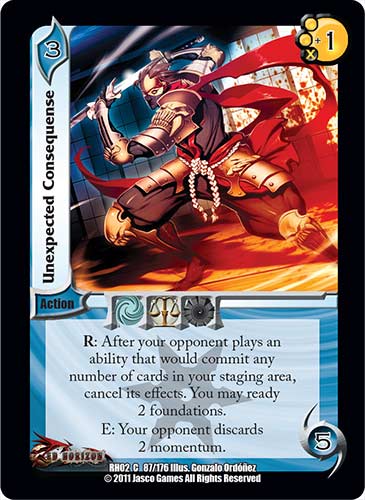 3
+1
Unexpected Consequense
Action
R: After your opponent plays an
ability that would commit any
number of cards in your staging area,
cancel its effects. You may ready
2 foundations.
E: Your opponent discards
2 momentum.
5
RED HORIZON
RH02 C 87/176 Illus. Gonzalo Ordóñez
© 2011 Jasco Games All Rights Reserved